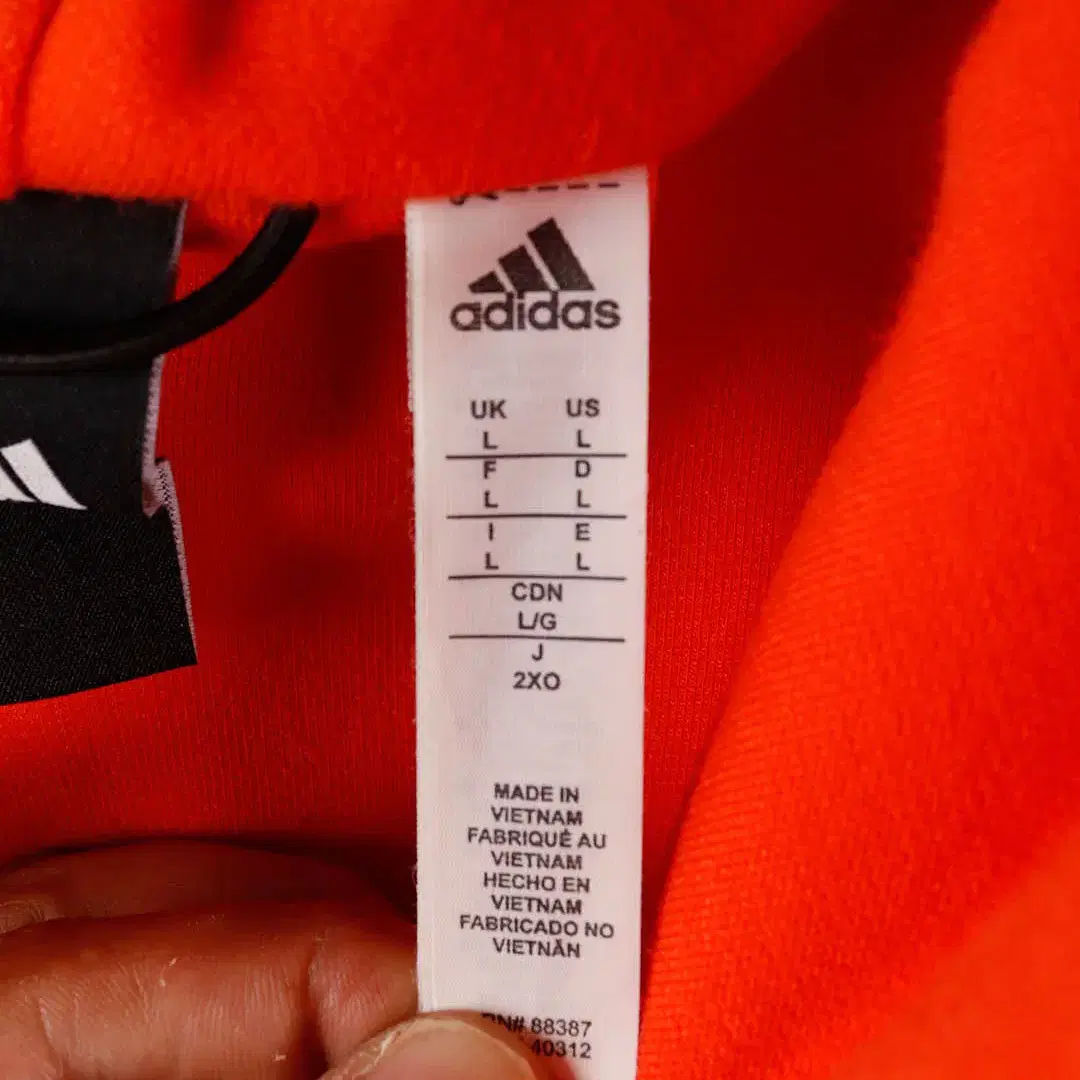 adidas
UK US
L L
F D
L L
I E
L L
CDN
L/G
J
2XO
MADE IN
VIETNAM
FABRIQUÉ AU
VIETNAM
HECHO EN
VIETNAM
FABRICADO NO
VIETNÃN
88387
40312